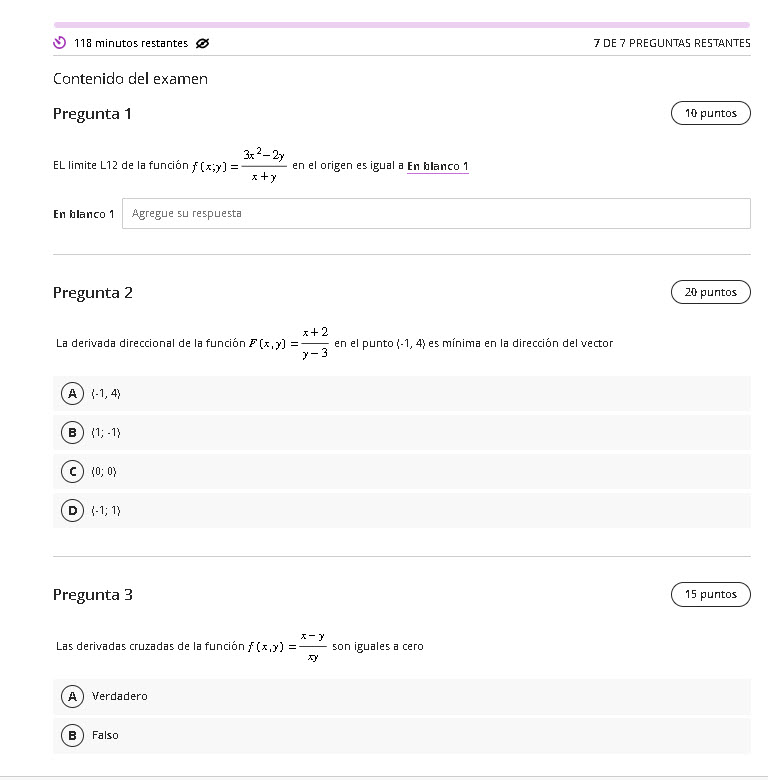 118 minutos restantes
7 DE 7 PREGUNTAS RESTANTES
Contenido del examen
Pregunta 1
10 puntos
EL limite L12 de la función f(x;y) = \frac{3x^2-2y}{x+y} en el origen es igual a En blanco 1
En blanco 1 Agregue su respuesta
Pregunta 2
20 puntos
La derivada direccional de la función F(x,y) = \frac{x+2}{y-3} en el punto (-1, 4) es mínima en la dirección del vector
A (-1, 4)
B (1; -1)
C (0; 0)
D (-1; 1)
Pregunta 3
15 puntos
Las derivadas cruzadas de la función f(x,y) = \frac{x-y}{xy} son iguales a cero
A Verdadero
B Falso